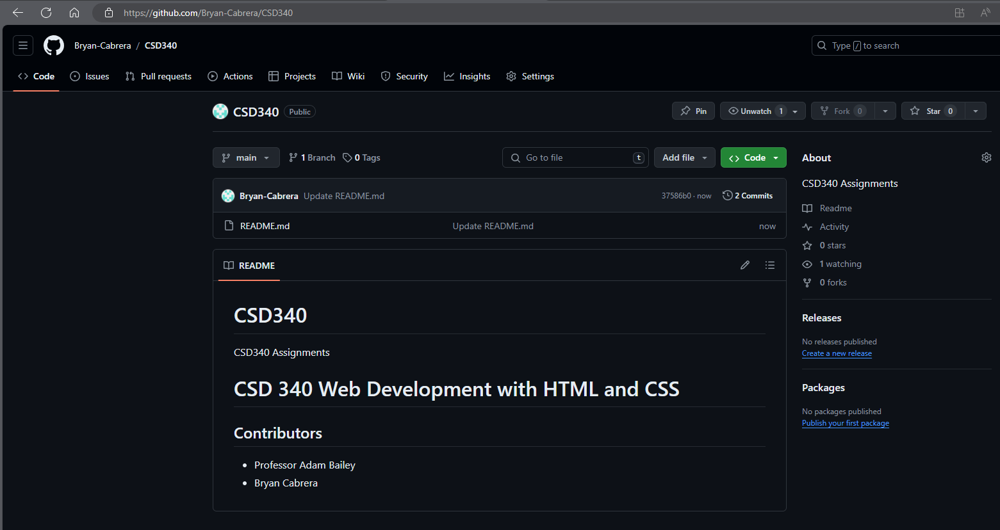 https://github.com/Bryan-Cabrera/CSD340
Bryan-Cabrera / CSD340
Type / to search
Code Issues Pull requests Actions Projects Wiki Security Insights Settings
CSD340 Public
Pin Unwatch 1 Fork 0 Star 0
main 1 Branch 0 Tags
Go to file t Add file Code
Bryan-Cabrera Update README.md 37586b0 · now 2 Commits
README.md Update README.md now
README
CSD340
CSD340 Assignments
CSD 340 Web Development with HTML and CSS
Contributors
Professor Adam Bailey
Bryan Cabrera
About
CSD340 Assignments
Readme
Activity
0 stars
1 watching
0 forks
Releases
No releases published
Create a new release
Packages
No packages published
Publish your first package